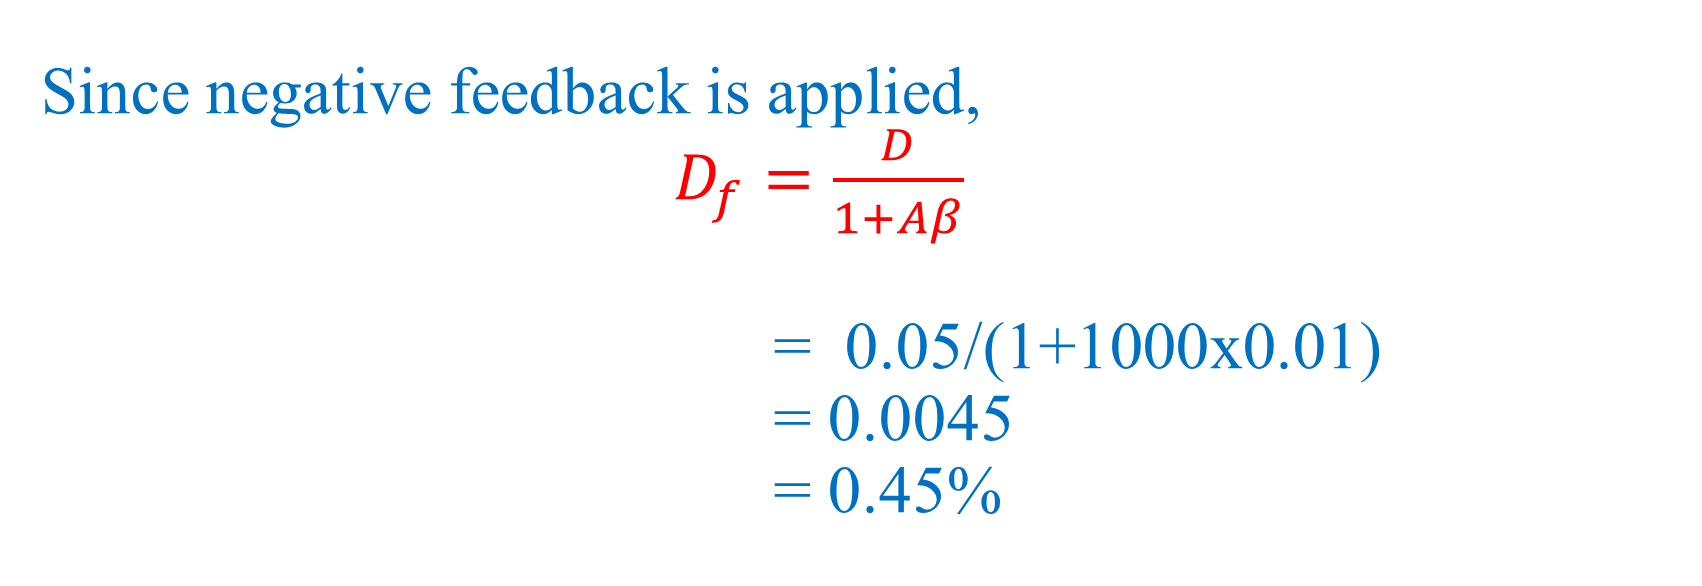 Since negative feedback is applied,
D_f = D/(1+Aβ)
= 0.05/(1+1000x0.01)
= 0.0045
= 0.45%